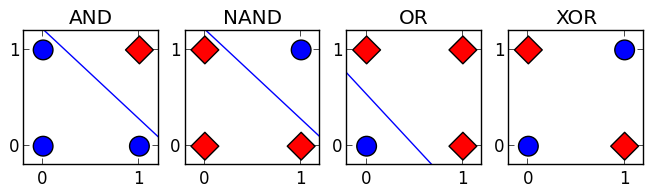 AND NAND OR XOR
1 1 1 1
0 0 0 0
0 1 0 1 0 1 0 1